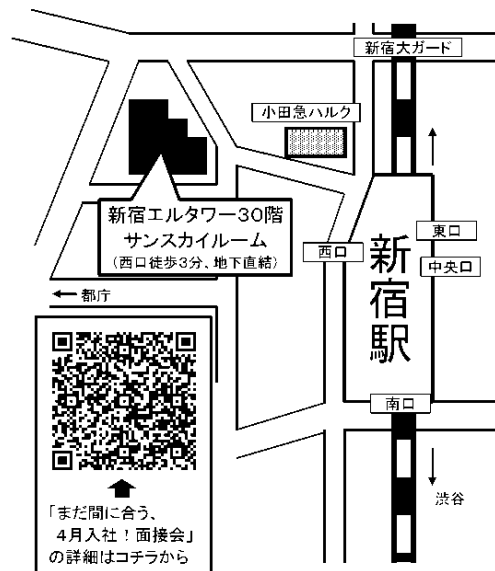 新宿大ガード
小田急ハルク
新宿エルタワー30階
サンスカイルーム
(西口徒歩3分、地下直結)
西口
新宿駅
東口
中央口
←都庁
南口
渋谷
「まだ間に合う、
4月入社！面接会」
の詳細はコチラから